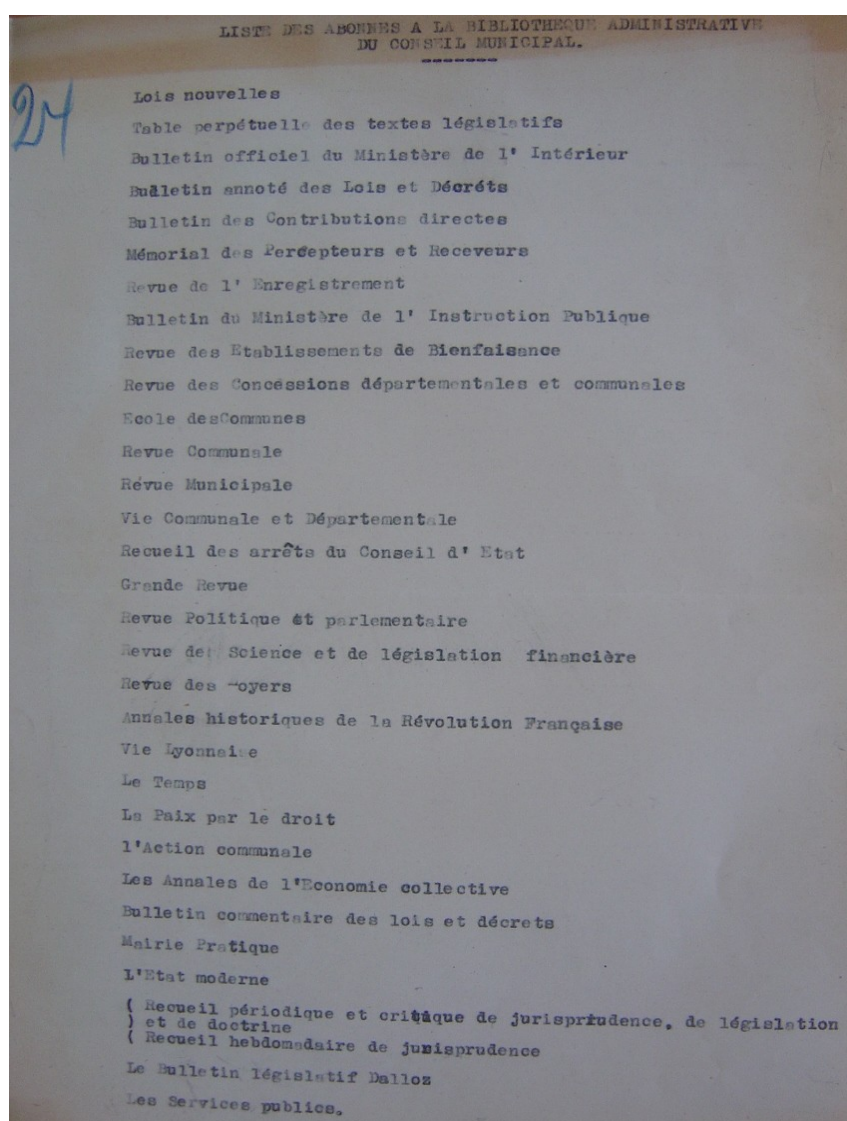 LISTE DES ABONNES A LA BIBLIOTHEQUE ADMINISTRATIVE
DU CONSEIL MUNICIPAL.
24
Lois nouvelles
Table perpétuelle des textes législatifs
Bulletin officiel du Ministère de l' Intérieur
Bulletin annoté des Lois et Décréts
Bulletin des Contributions directes
Mémorial des Percepteurs et Receveurs
Revue de l' Enregistrement
Bulletin du Ministère de l' Instruction Publique
Revue des Etablissements de Bienfaisance
Revue des Concessions départementales et communales
Ecole desCommunes
Revue Communale
Révue Municipale
Vie Communale et Départementale
Recueil des arrêts du Conseil d' Etat
Grande Revue
Revue Politique et parlementaire
Revue de Science et de législation financière
Revue des oyers
Annales historiques de la Révolution Française
Vie Lyonnaise
Le Temps
La Paix par le droit
l'Action communale
Les Annales de l'Economie collective
Bulletin commentaire des lois et décrets
Mairie Pratique
L'Etat moderne
( Recueil périodique et critique de jurisprudence, de législation
) et de doctrine
( Recueil hebdomadaire de jurisprudence
Le Bulletin législatif Dalloz
Les Services publics.